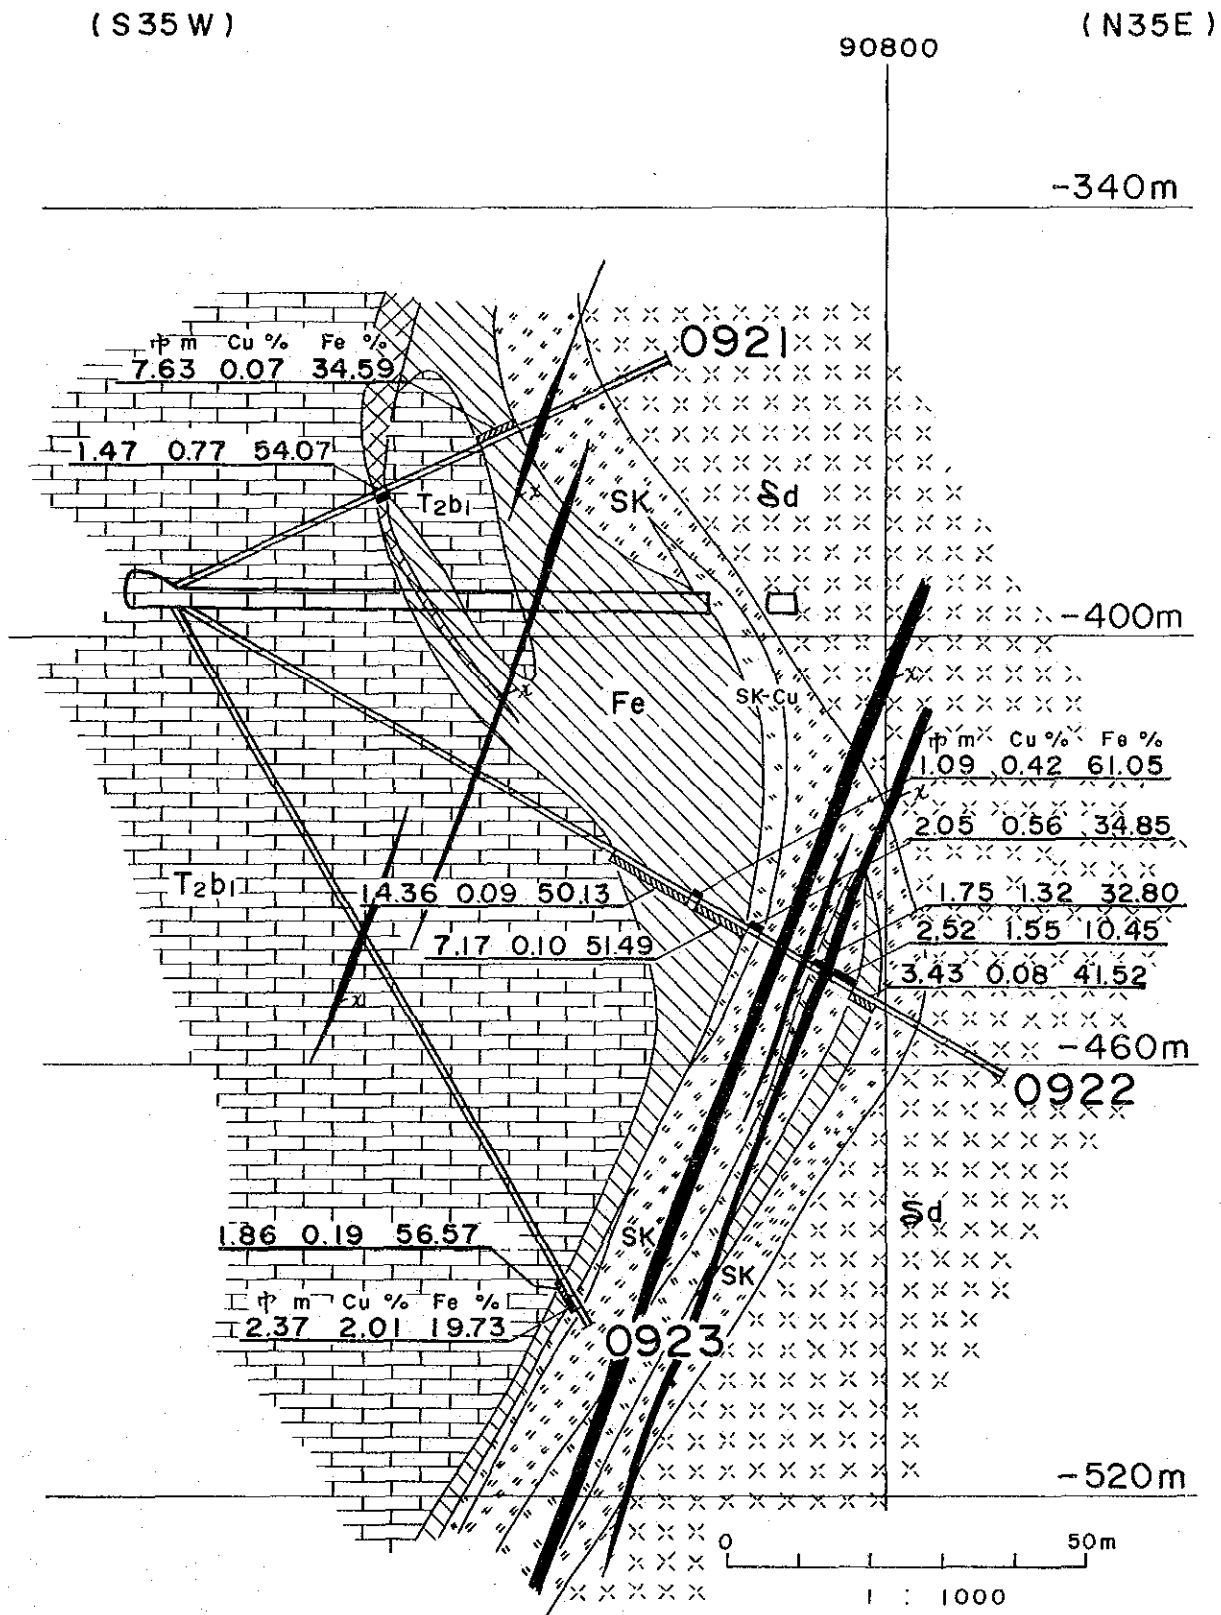 (S35W)
(N35E)
90800
-340m
0921
m Cu % Fe %
7.63 0.07 34.59
1.47 0.77 54.07
T2b1
SK
δd
-400m
Fe
SK-Cu
m Cu % Fe %
1.09 0.42 61.05
2.05 0.56 34.85
T2b1
14.36 0.09 50.13
1.75 1.32 32.80
7.17 0.10 51.49
2.52 1.55 10.45
3.43 0.08 41.52
-460m
0922
δd
1.86 0.19 56.57
SK
SK
m Cu % Fe %
2.37 2.01 19.73
0923
-520m
0 50m
1 : 1000